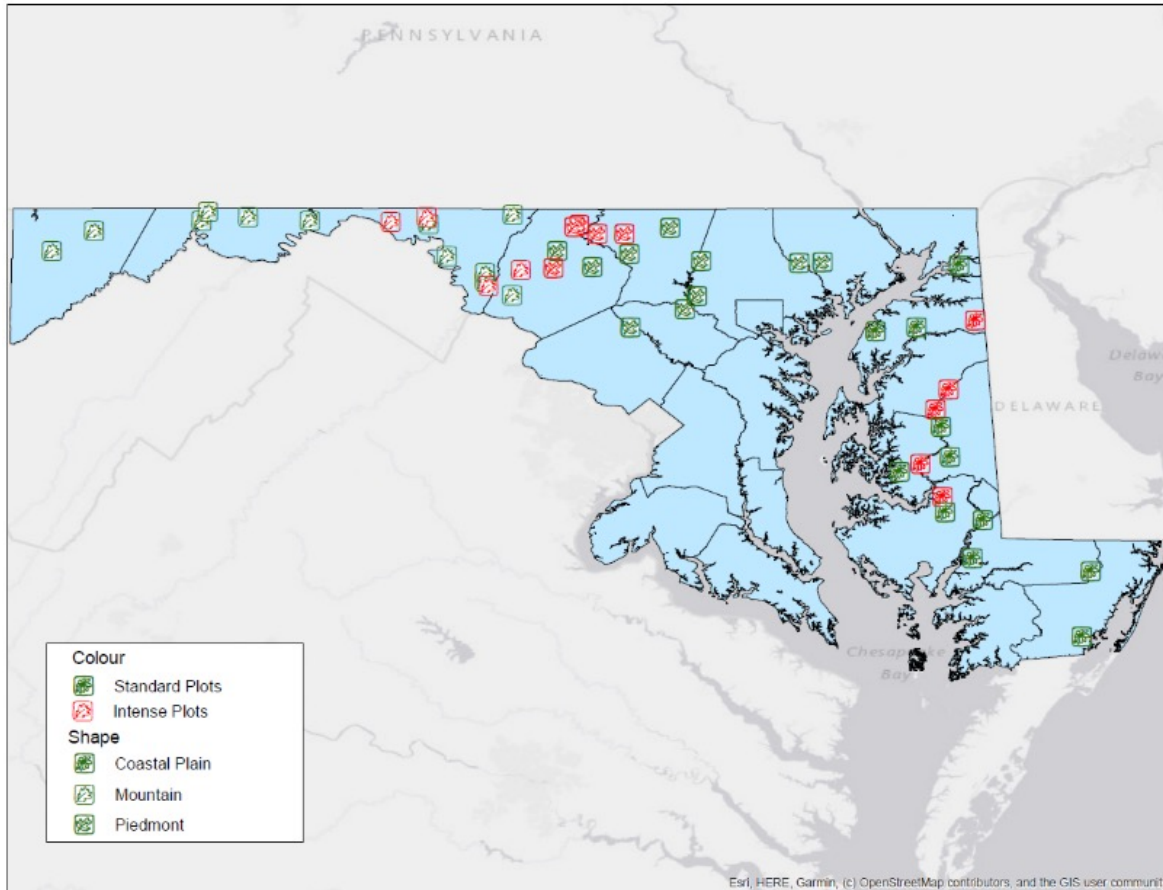 PENNSYLVANIA
Delaw
Bay
DELAWARE
Chesapeake
Bay
Colour
Standard Plots
Intense Plots
Shape
Coastal Plain
Mountain
Piedmont
Esri, HERE, Garmin, (c) OpenStreetMap contributors, and the GIS user communit